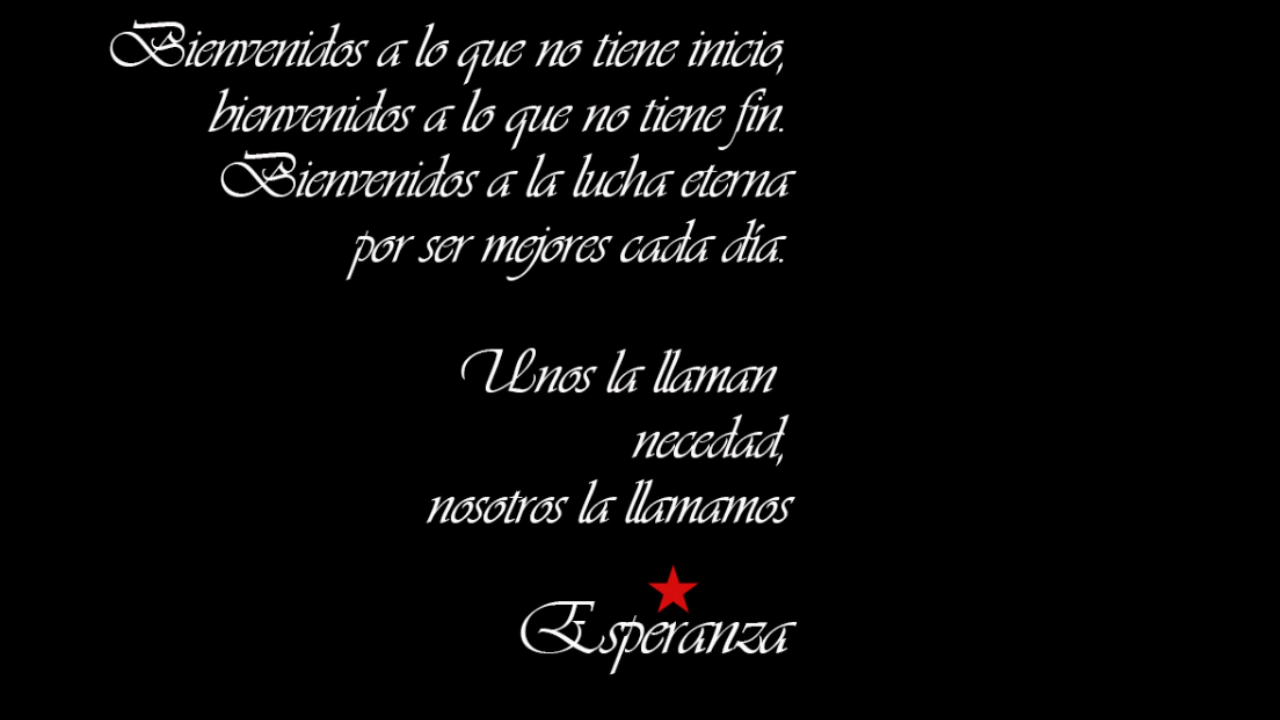 Bienvenidos a lo que no tiene inicio,
bienvenidos a lo que no tiene fin.
Bienvenidos a la lucha eterna
por ser mejores cada día.
Unos la llaman
necedad,
nosotros la llamamos
Esperanza